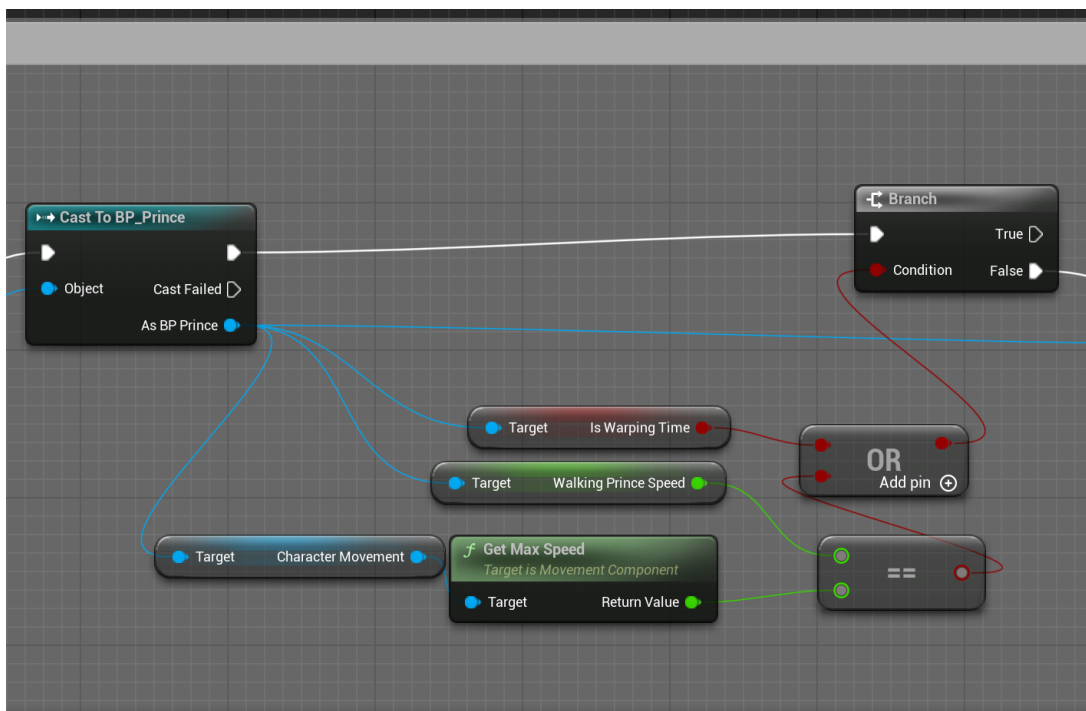 Cast To BP_Prince
Object
Cast Failed
As BP Prince
Branch
True
Condition
False
Target
Is Warping Time
Target
Walking Prince Speed
Target
Character Movement
f Get Max Speed
Target is Movement Component
Target
Return Value
OR
Add pin
==